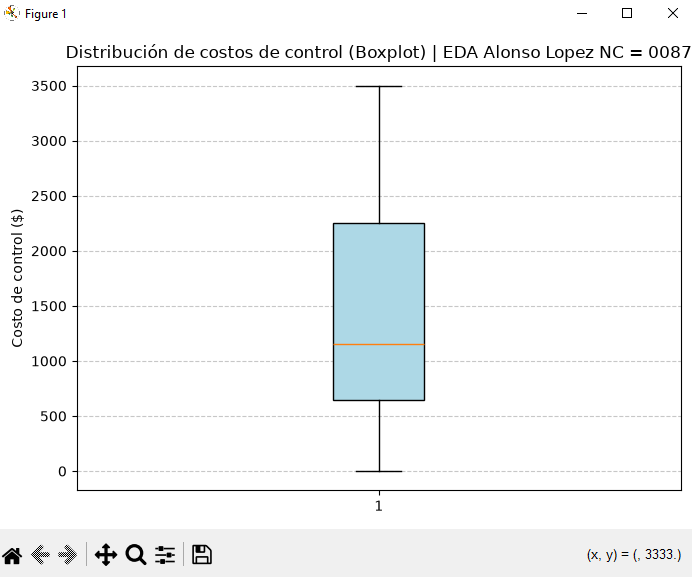 Figure 1
Distribución de costos de control (Boxplot) | EDA Alonso Lopez NC = 0087
3500
3000
2500
2000
1500
1000
500
0
Costo de control ($)
1
(x, y) = (, 3333.)